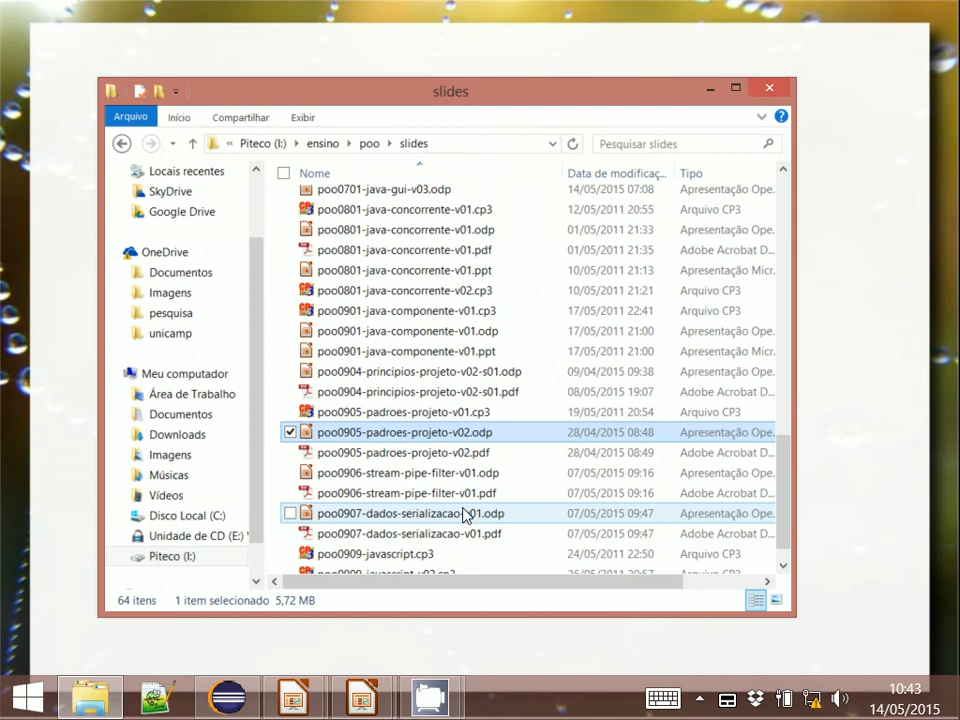 slides
Arquivo Início Compartilhar Exibir
« Piteco (I:) ensino poo slides Pesquisar slides
Nome Data de modificaç... Tipo
Locais recentes
SkyDrive
Google Drive
OneDrive
Documentos
Imagens
pesquisa
unicamp
Meu computador
Área de Trabalho
Documentos
Downloads
Imagens
Músicas
Vídeos
Disco Local (C:)
Unidade de CD (E:)
Piteco (I:)
poo0701-java-gui-v03.odp 14/05/2015 07:08 Apresentação Ope...
poo0801-java-concorrente-v01.cp3 12/05/2011 20:55 Arquivo CP3
poo0801-java-concorrente-v01.odp 01/05/2011 21:33 Apresentação Ope...
poo0801-java-concorrente-v01.pdf 01/05/2011 21:35 Adobe Acrobat D...
poo0801-java-concorrente-v01.ppt 10/05/2011 21:13 Apresentação Micr...
poo0801-java-concorrente-v02.cp3 10/05/2011 21:21 Arquivo CP3
poo0901-java-componente-v01.cp3 17/05/2011 22:41 Arquivo CP3
poo0901-java-componente-v01.odp 17/05/2011 21:00 Apresentação Ope...
poo0901-java-componente-v01.ppt 17/05/2011 21:00 Apresentação Micr...
poo0904-principios-projeto-v02-s01.odp 09/04/2015 09:38 Apresentação Ope...
poo0904-principios-projeto-v02-s01.pdf 08/05/2015 19:07 Adobe Acrobat D...
poo0905-padroes-projeto-v01.cp3 19/05/2011 20:54 Arquivo CP3
poo0905-padroes-projeto-v02.odp 28/04/2015 08:48 Apresentação Ope...
poo0905-padroes-projeto-v02.pdf 28/04/2015 08:49 Adobe Acrobat D...
poo0906-stream-pipe-filter-v01.odp 07/05/2015 09:16 Apresentação Ope...
poo0906-stream-pipe-filter-v01.pdf 07/05/2015 09:16 Adobe Acrobat D...
poo0907-dados-serializacao-v01.odp 07/05/2015 09:47 Apresentação Ope...
poo0907-dados-serializacao-v01.pdf 07/05/2015 09:47 Adobe Acrobat D...
poo0909-javascript.cp3 24/05/2011 22:50 Arquivo CP3
64 itens 1 item selecionado 5,72 MB
10:43
14/05/2015